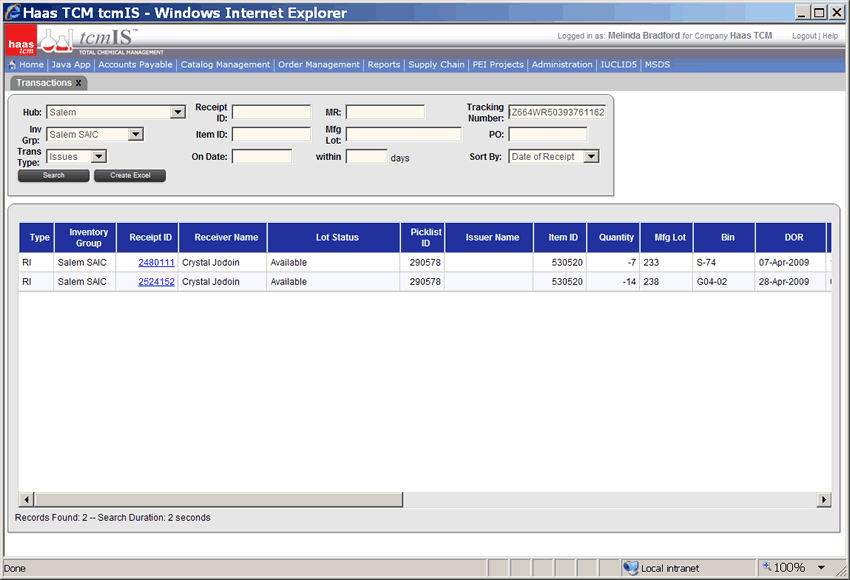 Haas TCM tcmIS - Windows Internet Explorer
haas tcm
tcmIS™
TOTAL CHEMICAL MANAGEMENT
Logged in as: Melinda Bradford for Company Haas TCM Logout | Help
Home | Java App | Accounts Payable | Catalog Management | Order Management | Reports | Supply Chain | PEI Projects | Administration | IUCLID5 | MSDS
Transactions X
Hub: Salem Receipt ID: MR: Tracking Number: Z664WR50393761162
Inv Grp: Salem SAIC Item ID: Mfg Lot: PO:
Trans Type: Issues On Date: within days Sort By: Date of Receipt
Search Create Excel
Type Inventory Group Receipt ID Receiver Name Lot Status Picklist ID Issuer Name Item ID Quantity Mfg Lot Bin DOR
RI Salem SAIC 2480111 Crystal Jodoin Available 290578 530520 -7 233 S-74 07-Apr-2009
RI Salem SAIC 2524152 Crystal Jodoin Available 290578 530520 -14 238 G04-02 28-Apr-2009
Records Found: 2 -- Search Duration: 2 seconds
Done Local intranet 100%